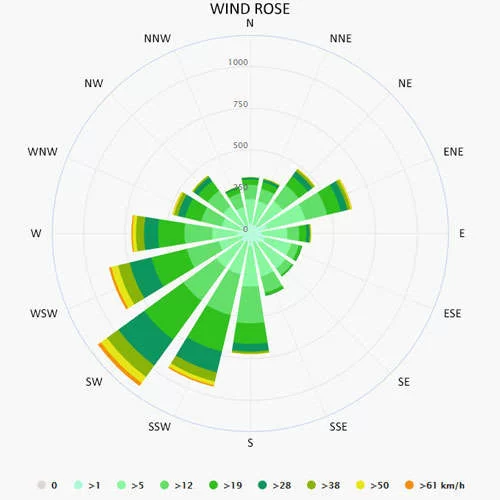 WIND ROSE
N
NNW
NNE
NW
NE
WNW
ENE
W
E
WSW
ESE
SW
SE
SSW
SSE
S
1000
750
500
250
0
0 >1 >5 >12 >19 >28 >38 >50 >61 km/h